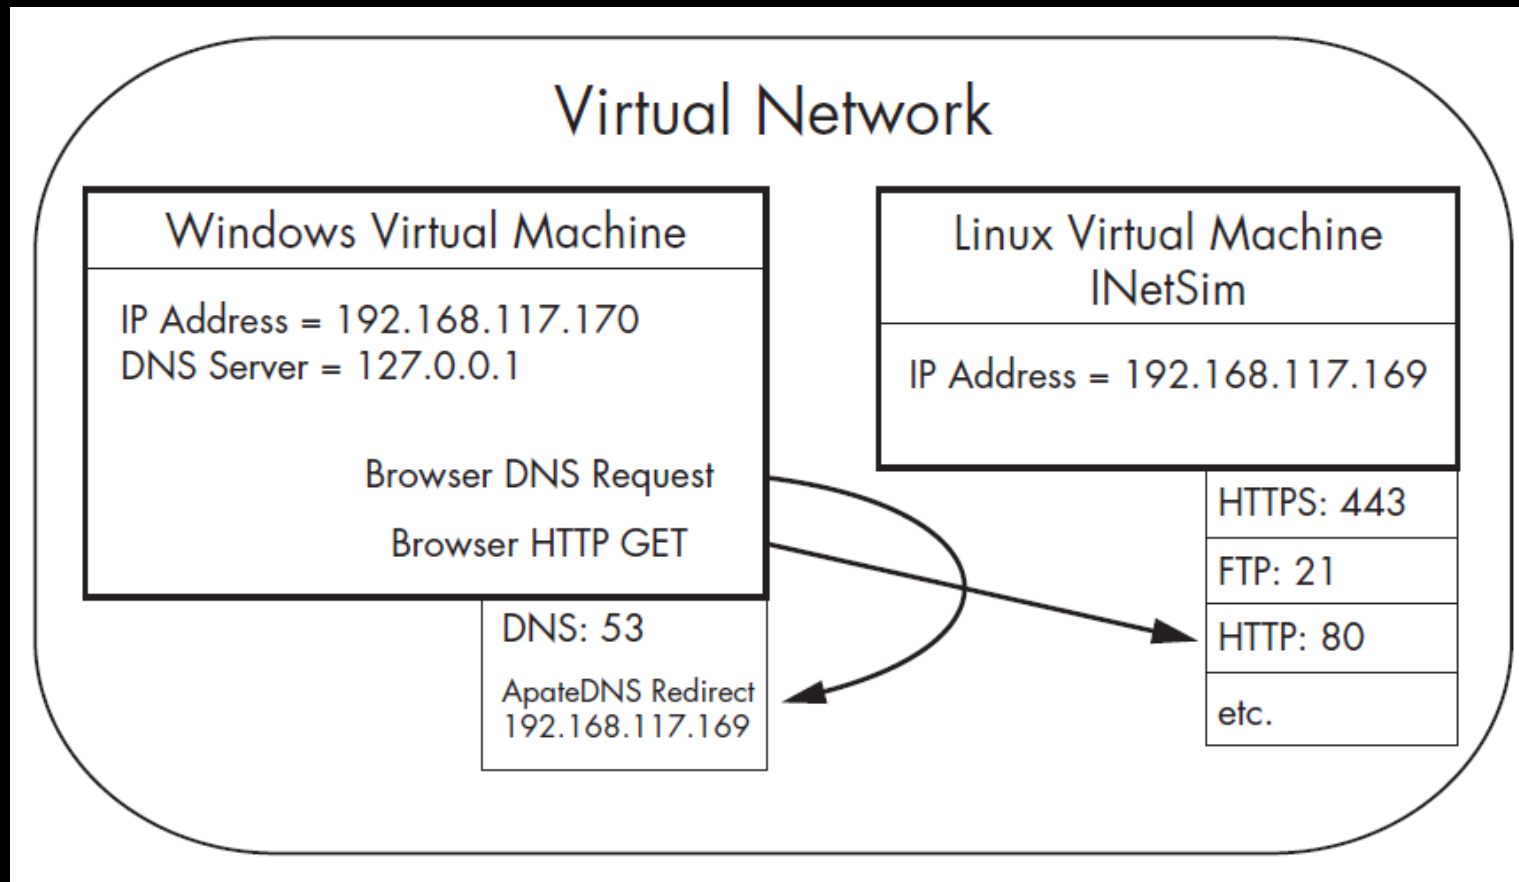 Virtual Network
Windows Virtual Machine
IP Address = 192.168.117.170
DNS Server = 127.0.0.1
Browser DNS Request
Browser HTTP GET
DNS: 53
ApateDNS Redirect
192.168.117.169
Linux Virtual Machine
INetSim
IP Address = 192.168.117.169
HTTPS: 443
FTP: 21
HTTP: 80
etc.